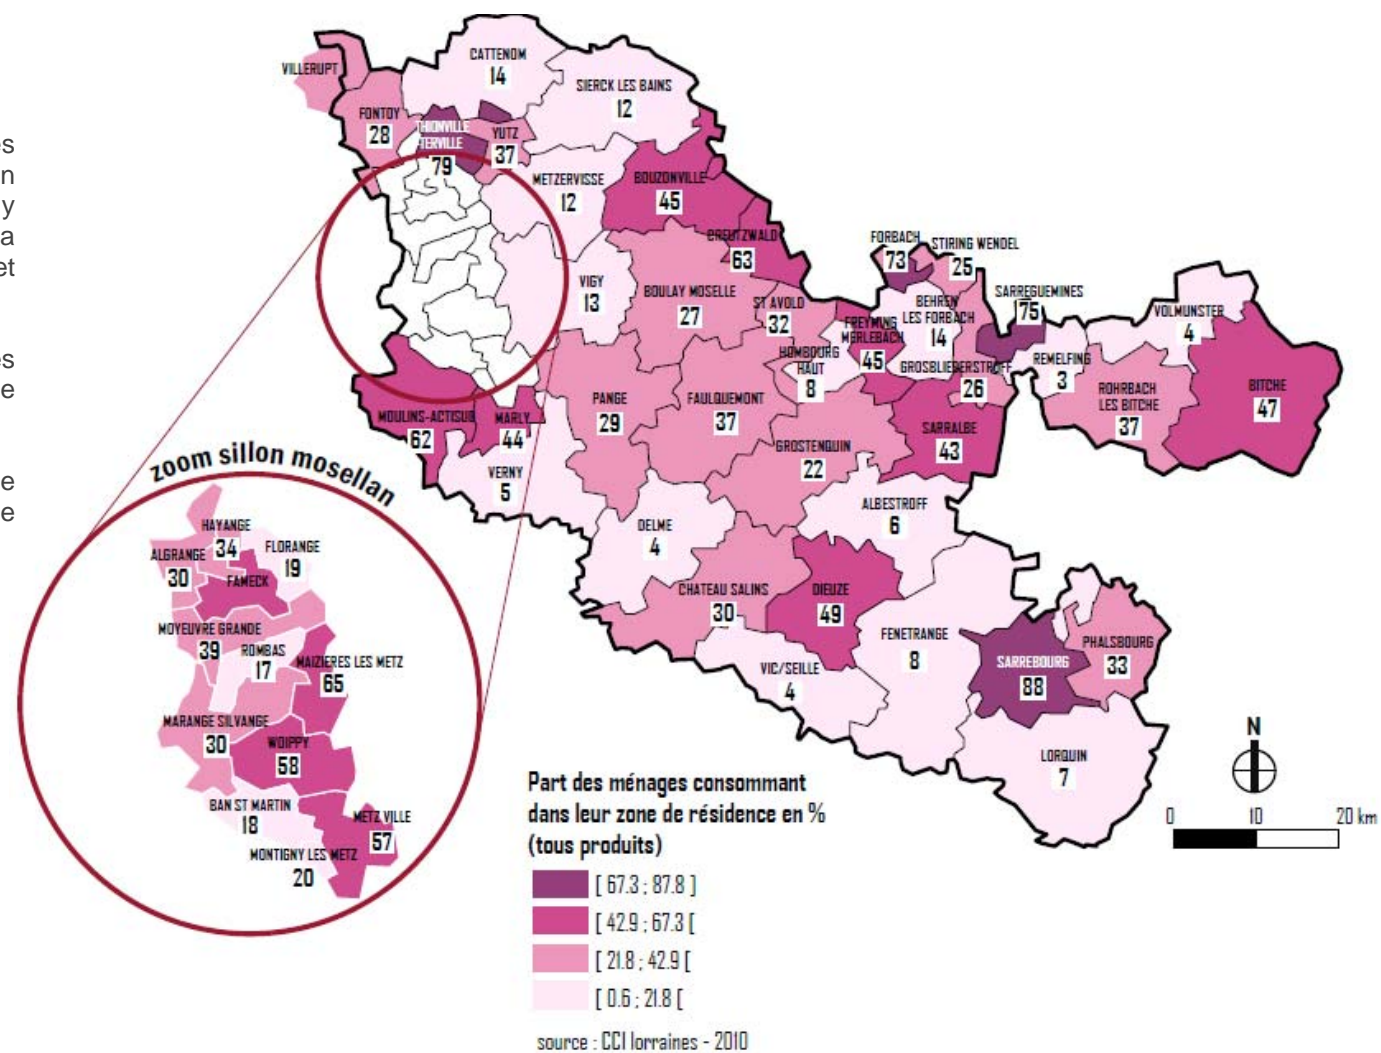 es
n
y
a
et
es
e
e
e
VILLERUPT
CATTENOM
14
SIERCK LES BAINS
12
FONTOY
28
THIONVILLE
-TERVILLE
79
YUTZ
37
METZERVISSE
12
BOUZONVILLE
45
CREUTZWALD
63
FORBACH
73
STIRING WENDEL
25
SARREGUEMINES
75
VIGY
13
BOULAY MOSELLE
27
ST AVOLD
32
FREYMING
MERLEBACH
45
BEHREN
LES FORBACH
14
VOLMUNSTER
4
HOMBOURG
HAUT
8
GROSBLIEDERSTROFF
26
REMELFING
3
ROHRBACH
LES BITCHE
37
BITCHE
47
MOULINS-ACTISUD
62
MARLY
44
PANGE
29
FAULQUEMONT
37
SARRALBE
43
GROSTENQUIN
22
VERNY
5
ALBESTROFF
6
DELME
4
CHATEAU SALINS
30
DIEUZE
49
FENETRANGE
8
SARREBOURG
88
PHALSBOURG
33
VIC/SEILLE
4
LORQUIN
7
zoom sillon mosellan
HAYANGE
34
ALGRANGE
30
FLORANGE
19
FAMECK
MOYEUVRE GRANDE
39
ROMBAS
17
MAIZIERES LES METZ
65
MARANGE SILVANGE
30
WOIPPY
58
BAN ST MARTIN
18
METZ VILLE
57
MONTIGNY LES METZ
20
N
0 10 20 km
Part des ménages consommant
dans leur zone de résidence en %
(tous produits)
[ 67.3 ; 87.8 ]
[ 42.9 ; 67.3 [
[ 21.8 ; 42.9 [
[ 0.6 ; 21.8 [
source : CCI lorraines - 2010